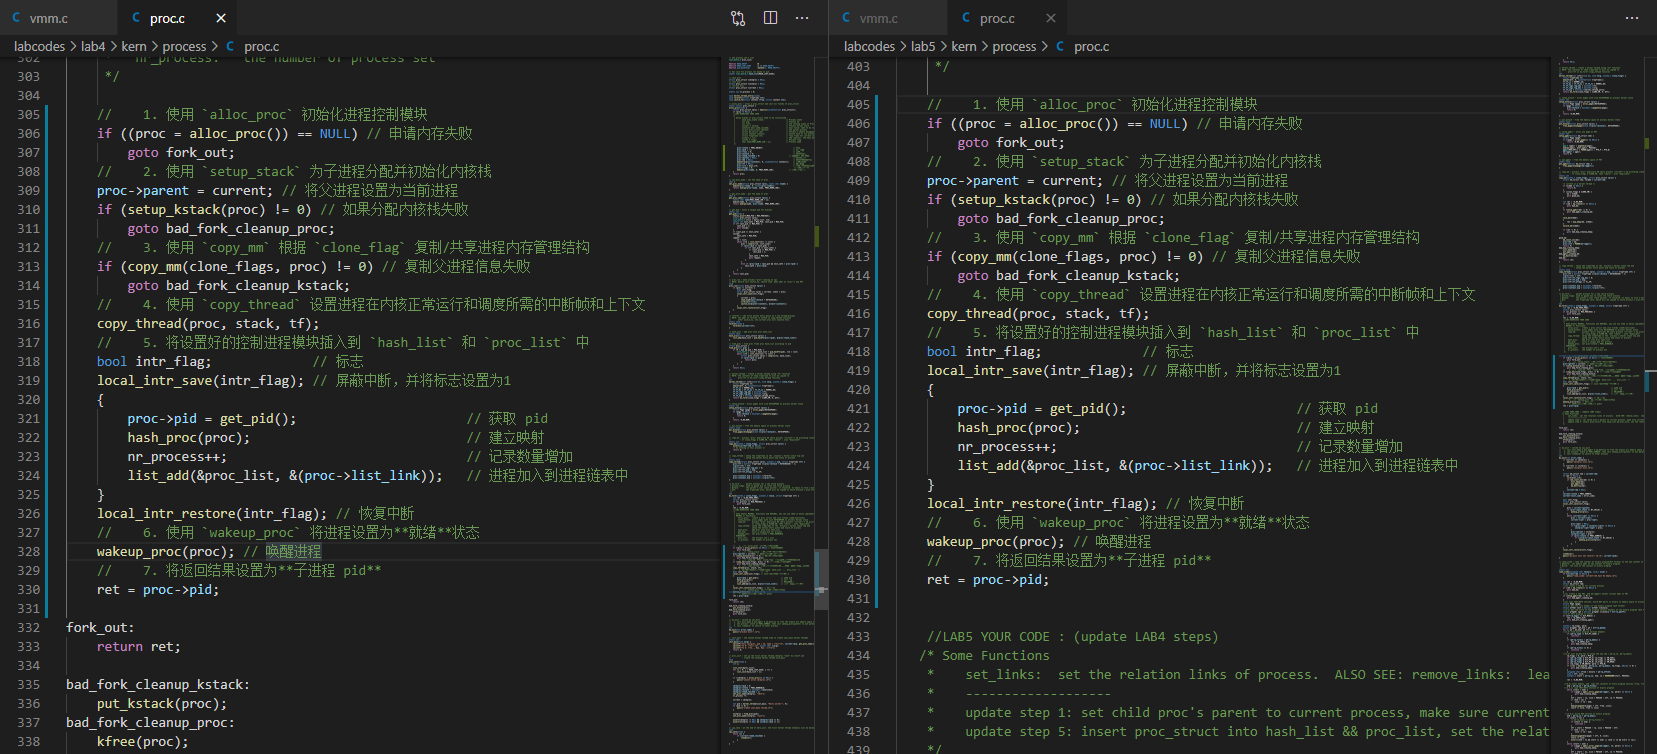 vmm.c
proc.c
labcodes > lab4 > kern > process > C proc.c
302 * nr_process: the number of process set
303 */
304
305 // 1. 使用 `alloc_proc` 初始化进程控制模块
306 if ((proc = alloc_proc()) == NULL) // 申请内存失败
307 goto fork_out;
308 // 2. 使用 `setup_stack` 为子进程分配并初始化内核栈
309 proc->parent = current; // 将父进程设置为当前进程
310 if (setup_kstack(proc) != 0) // 如果分配内核栈失败
311 goto bad_fork_cleanup_proc;
312 // 3. 使用 `copy_mm` 根据 `clone_flag` 复制/共享进程内存管理结构
313 if (copy_mm(clone_flags, proc) != 0) // 复制父进程信息失败
314 goto bad_fork_cleanup_kstack;
315 // 4. 使用 `copy_thread` 设置进程在内核正常运行和调度所需的中断帧和上下文
316 copy_thread(proc, stack, tf);
317 // 5. 将设置好的控制进程模块插入到 `hash_list` 和 `proc_list` 中
318 bool intr_flag; // 标志
319 local_intr_save(intr_flag); // 屏蔽中断，并将标志设置为1
320 {
321 proc->pid = get_pid(); // 获取 pid
322 hash_proc(proc); // 建立映射
323 nr_process++; // 记录数量增加
324 list_add(&proc_list, &(proc->list_link)); // 进程加入到进程链表中
325 }
326 local_intr_restore(intr_flag); // 恢复中断
327 // 6. 使用 `wakeup_proc` 将进程设置为**就绪**状态
328 wakeup_proc(proc); // 唤醒进程
329 // 7. 将返回结果设置为**子进程 pid**
330 ret = proc->pid;
331
332 fork_out:
333 return ret;
334
335 bad_fork_cleanup_kstack:
336 put_kstack(proc);
337 bad_fork_cleanup_proc:
338 kfree(proc);
vmm.c
proc.c
labcodes > lab5 > kern > process > C proc.c
403 */
404
405 // 1. 使用 `alloc_proc` 初始化进程控制模块
406 if ((proc = alloc_proc()) == NULL) // 申请内存失败
407 goto fork_out;
408 // 2. 使用 `setup_stack` 为子进程分配并初始化内核栈
409 proc->parent = current; // 将父进程设置为当前进程
410 if (setup_kstack(proc) != 0) // 如果分配内核栈失败
411 goto bad_fork_cleanup_proc;
412 // 3. 使用 `copy_mm` 根据 `clone_flag` 复制/共享进程内存管理结构
413 if (copy_mm(clone_flags, proc) != 0) // 复制父进程信息失败
414 goto bad_fork_cleanup_kstack;
415 // 4. 使用 `copy_thread` 设置进程在内核正常运行和调度所需的中断帧和上下文
416 copy_thread(proc, stack, tf);
417 // 5. 将设置好的控制进程模块插入到 `hash_list` 和 `proc_list` 中
418 bool intr_flag; // 标志
419 local_intr_save(intr_flag); // 屏蔽中断，并将标志设置为1
420 {
421 proc->pid = get_pid(); // 获取 pid
422 hash_proc(proc); // 建立映射
423 nr_process++; // 记录数量增加
424 list_add(&proc_list, &(proc->list_link)); // 进程加入到进程链表中
425 }
426 local_intr_restore(intr_flag); // 恢复中断
427 // 6. 使用 `wakeup_proc` 将进程设置为**就绪**状态
428 wakeup_proc(proc); // 唤醒进程
429 // 7. 将返回结果设置为**子进程 pid**
430 ret = proc->pid;
431
432
433 //LAB5 YOUR CODE : (update LAB4 steps)
434 /* Some Functions
435 * set_links: set the relation links of process. ALSO SEE: remove_links: lea
436 * -------------------
437 * update step 1: set child proc's parent to current process, make sure current
438 * update step 5: insert proc_struct into hash_list && proc_list, set the relat
439 */